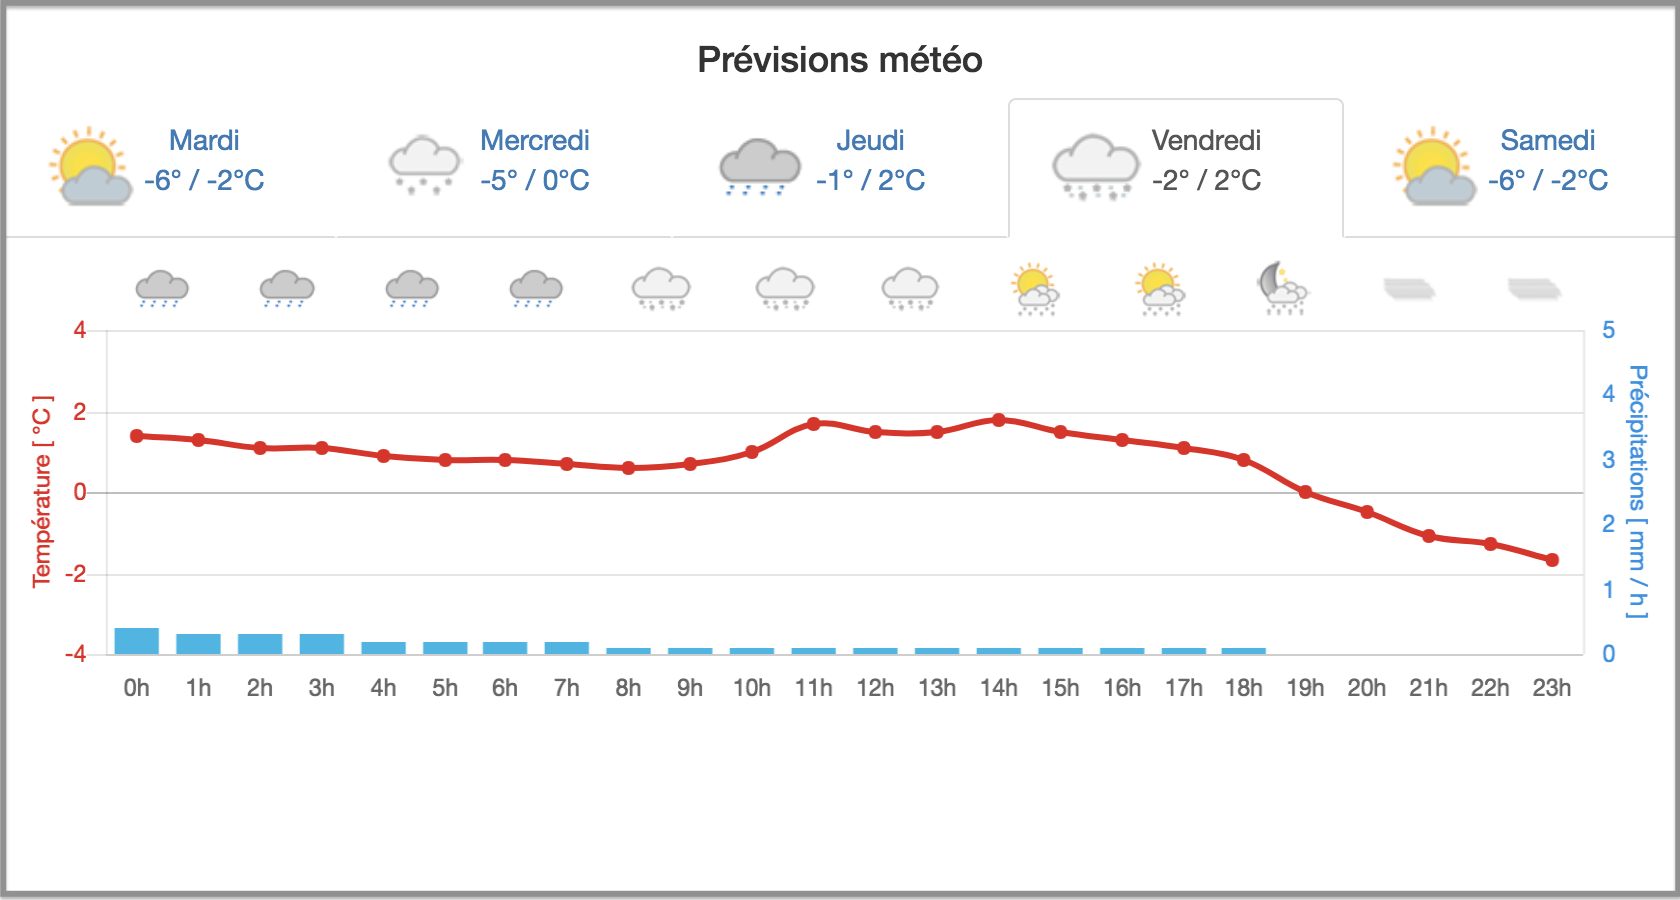 Prévisions météo
Mardi
-6° / -2°C
Mercredi
-5° / 0°C
Jeudi
-1° / 2°C
Vendredi
-2° / 2°C
Samedi
-6° / -2°C
Température [ °C ]
4
2
0
-2
-4
5
4
3
2
1
0
Précipitations [ mm / h ]
0h 1h 2h 3h 4h 5h 6h 7h 8h 9h 10h 11h 12h 13h 14h 15h 16h 17h 18h 19h 20h 21h 22h 23h